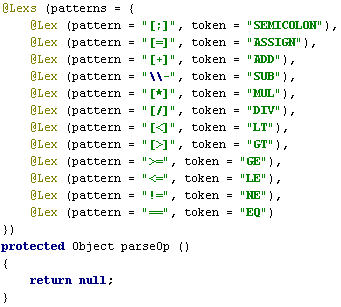 @Lexs (patterns = {
    @Lex (pattern = "[;]", token = "SEMICOLON"),
    @Lex (pattern = "[=]", token = "ASSIGN"),
    @Lex (pattern = "[+]", token = "ADD"),
    @Lex (pattern = "\\-", token = "SUB"),
    @Lex (pattern = "[*]", token = "MUL"),
    @Lex (pattern = "[/]", token = "DIV"),
    @Lex (pattern = "[<]", token = "LT"),
    @Lex (pattern = "[>]", token = "GT"),
    @Lex (pattern = ">=", token = "GE"),
    @Lex (pattern = "<=", token = "LE"),
    @Lex (pattern = "!=", token = "NE"),
    @Lex (pattern = "==", token = "EQ")
})
protected Object parseOp ()
{
    return null;
}